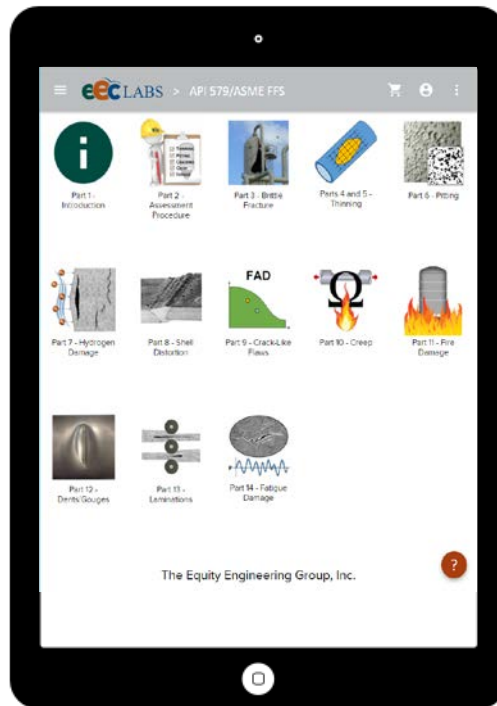 eec LABS > API 579/ASME FFS
Part 1 - Introduction
Part 2 - Assessment Procedure
Part 3 - Brittle Fracture
Parts 4 and 5 - Thinning
Part 6 - Pitting
Part 7 - Hydrogen Damage
Part 8 - Shell Distortion
FAD
Part 9 - Crack-Like Flaws
Ω
Part 10 - Creep
Part 11 - Fire Damage
Part 12 - Dents/Gouges
Part 13 - Laminations
Part 14 - Fatigue Damage
The Equity Engineering Group, Inc.
?